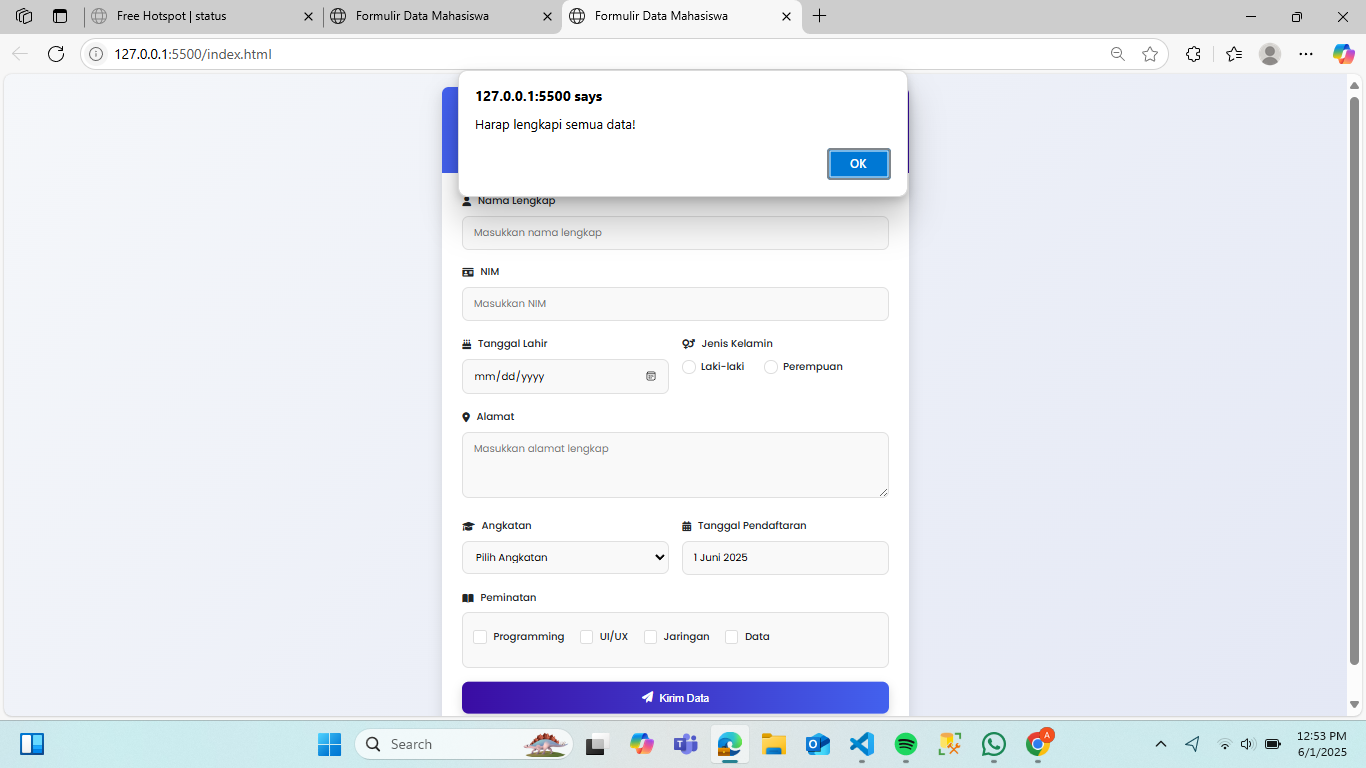 Free Hotspot | status
Formulir Data Mahasiswa
Formulir Data Mahasiswa
127.0.0.1:5500/index.html
127.0.0.1:5500 says
Harap lengkapi semua data!
OK
Nama Lengkap
Masukkan nama lengkap
NIM
Masukkan NIM
Tanggal Lahir
Jenis Kelamin
mm/dd/yyyy
Laki-laki
Perempuan
Alamat
Masukkan alamat lengkap
Angkatan
Tanggal Pendaftaran
Pilih Angkatan
1 Juni 2025
Peminatan
Programming
UI/UX
Jaringan
Data
Kirim Data
Search
A
12:53 PM
6/1/2025